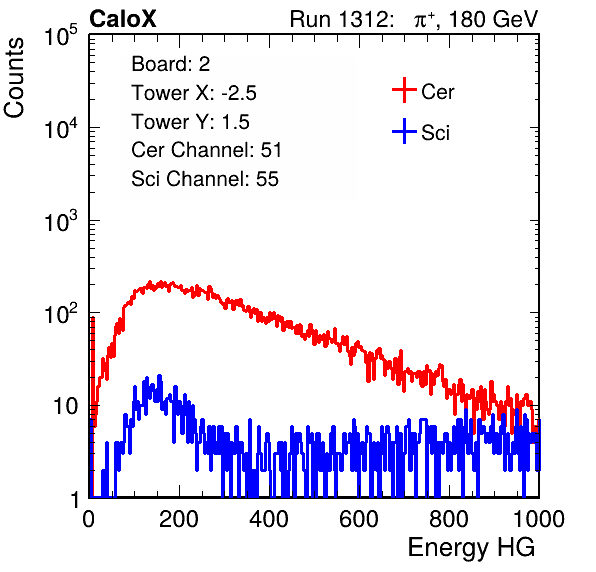 CaloX Run 1312: π⁺, 180 GeV
Board: 2
Tower X: -2.5
Tower Y: 1.5
Cer Channel: 51
Sci Channel: 55
Cer
Sci
Counts
10⁵
10⁴
10³
10²
10
1
0 200 400 600 800 1000
Energy HG